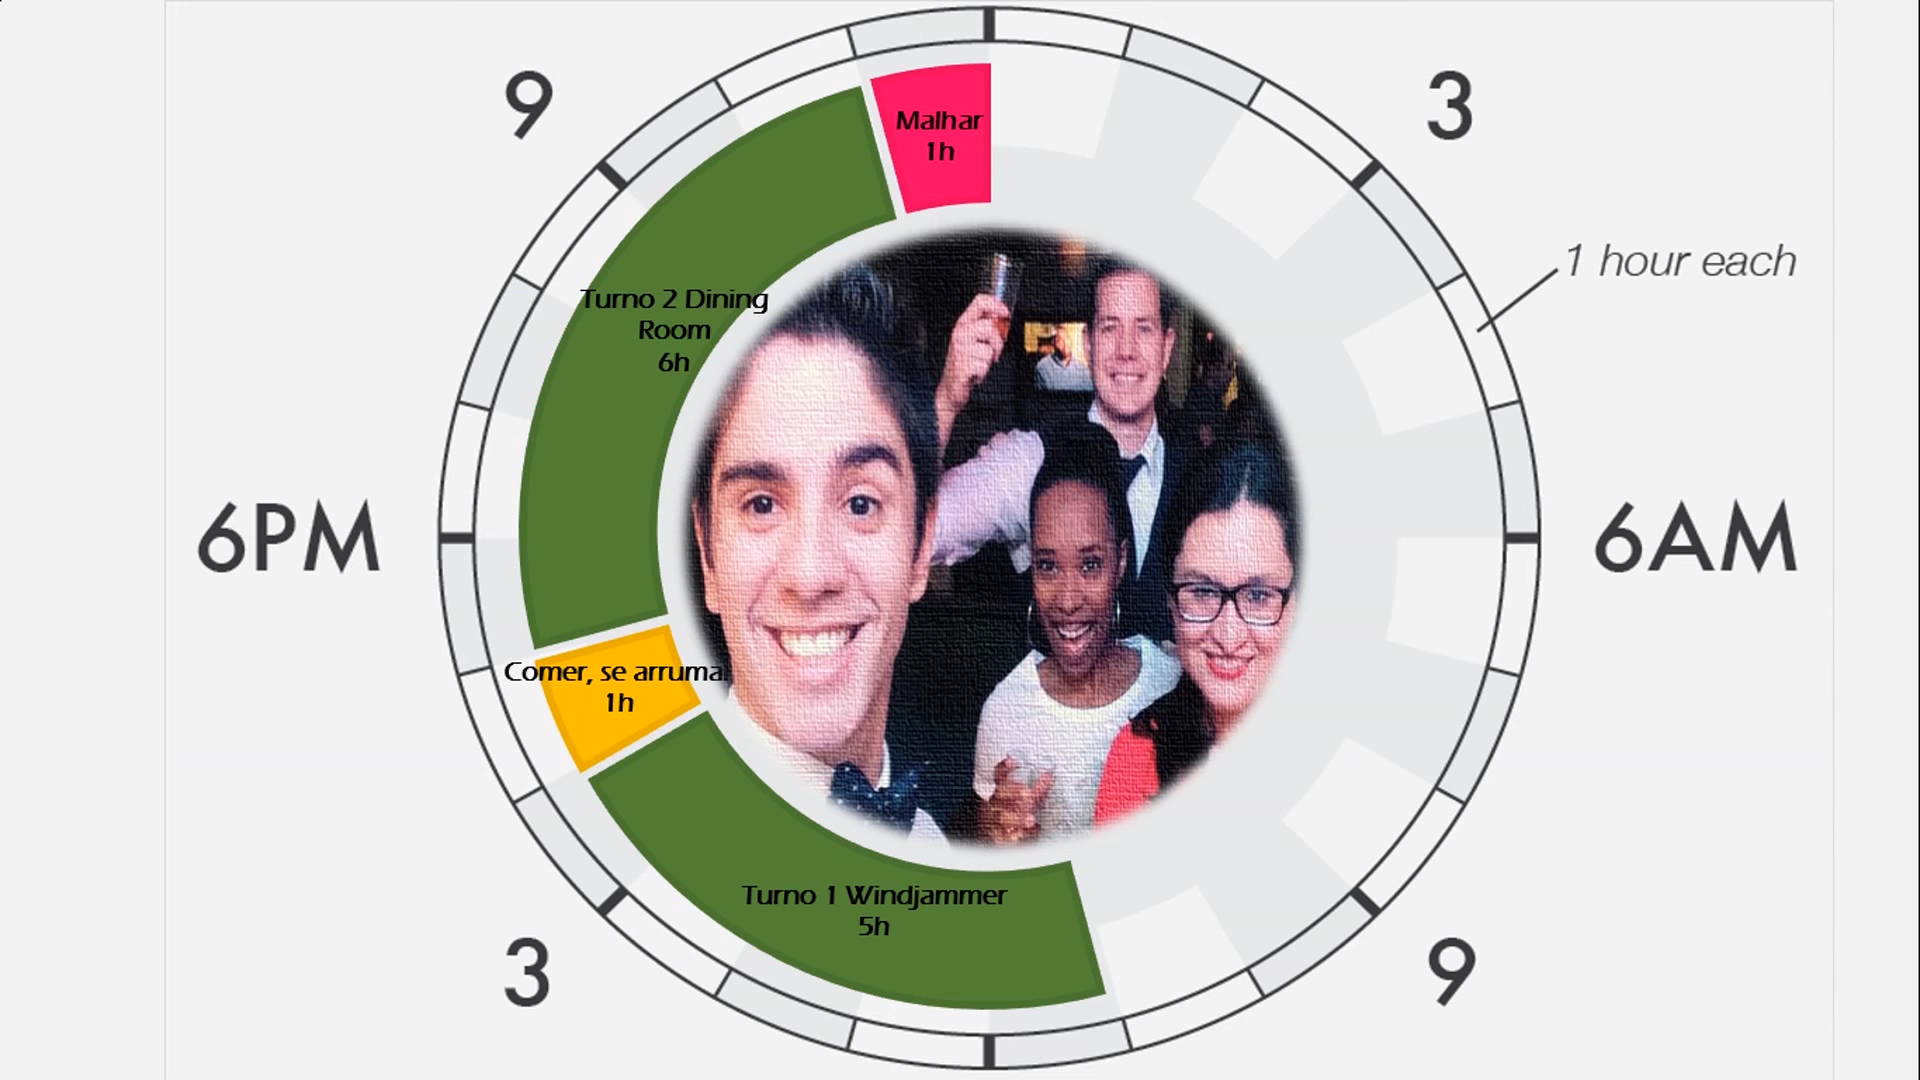 9
3
Malhar
1h
1 hour each
Turno 2 Dining
Room
6h
6PM
6AM
Comer, se arruma
1h
Turno 1 Windjammer
5h
3
9